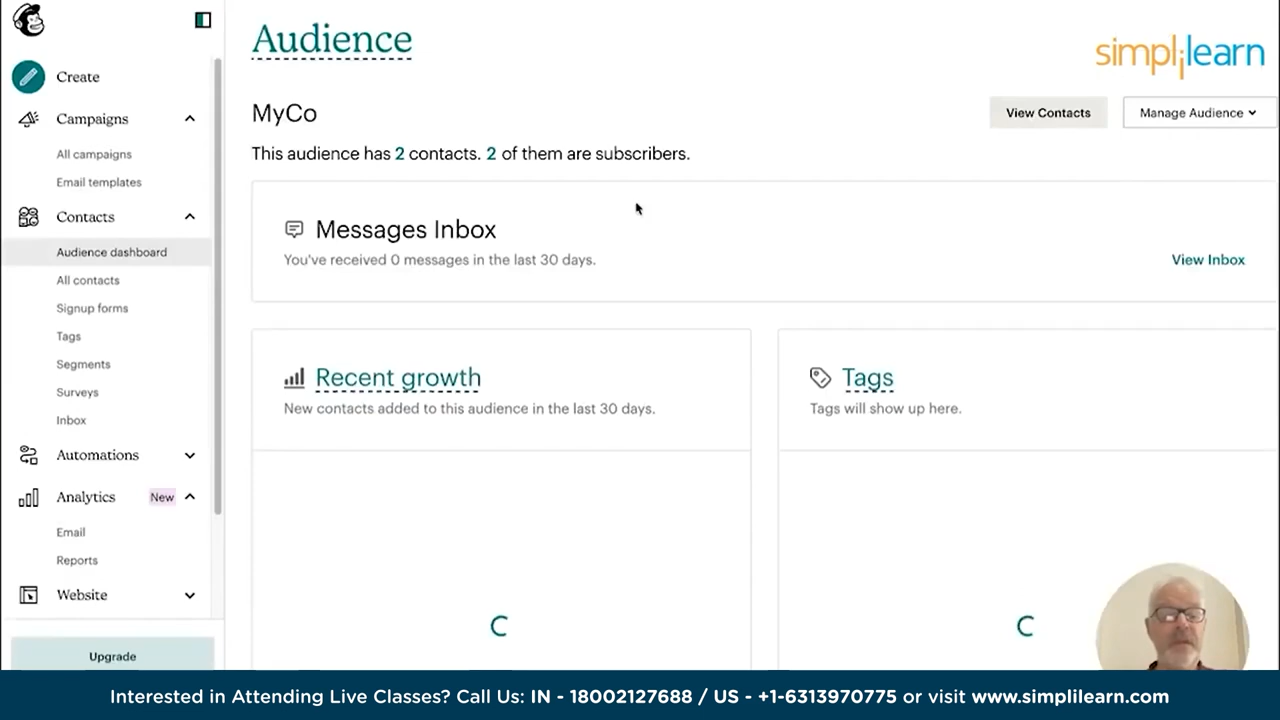 Audience
simplilearn
Create
Campaigns
All campaigns
Email templates
Contacts
Audience dashboard
All contacts
Signup forms
Tags
Segments
Surveys
Inbox
Automations
Analytics New
Email
Reports
Website
Upgrade
MyCo
View Contacts
Manage Audience
This audience has 2 contacts. 2 of them are subscribers.
Messages Inbox
You've received 0 messages in the last 30 days.
View Inbox
Recent growth
New contacts added to this audience in the last 30 days.
Tags
Tags will show up here.
Interested in Attending Live Classes? Call Us: IN - 18002127688 / US - +1-6313970775 or visit www.simplilearn.com